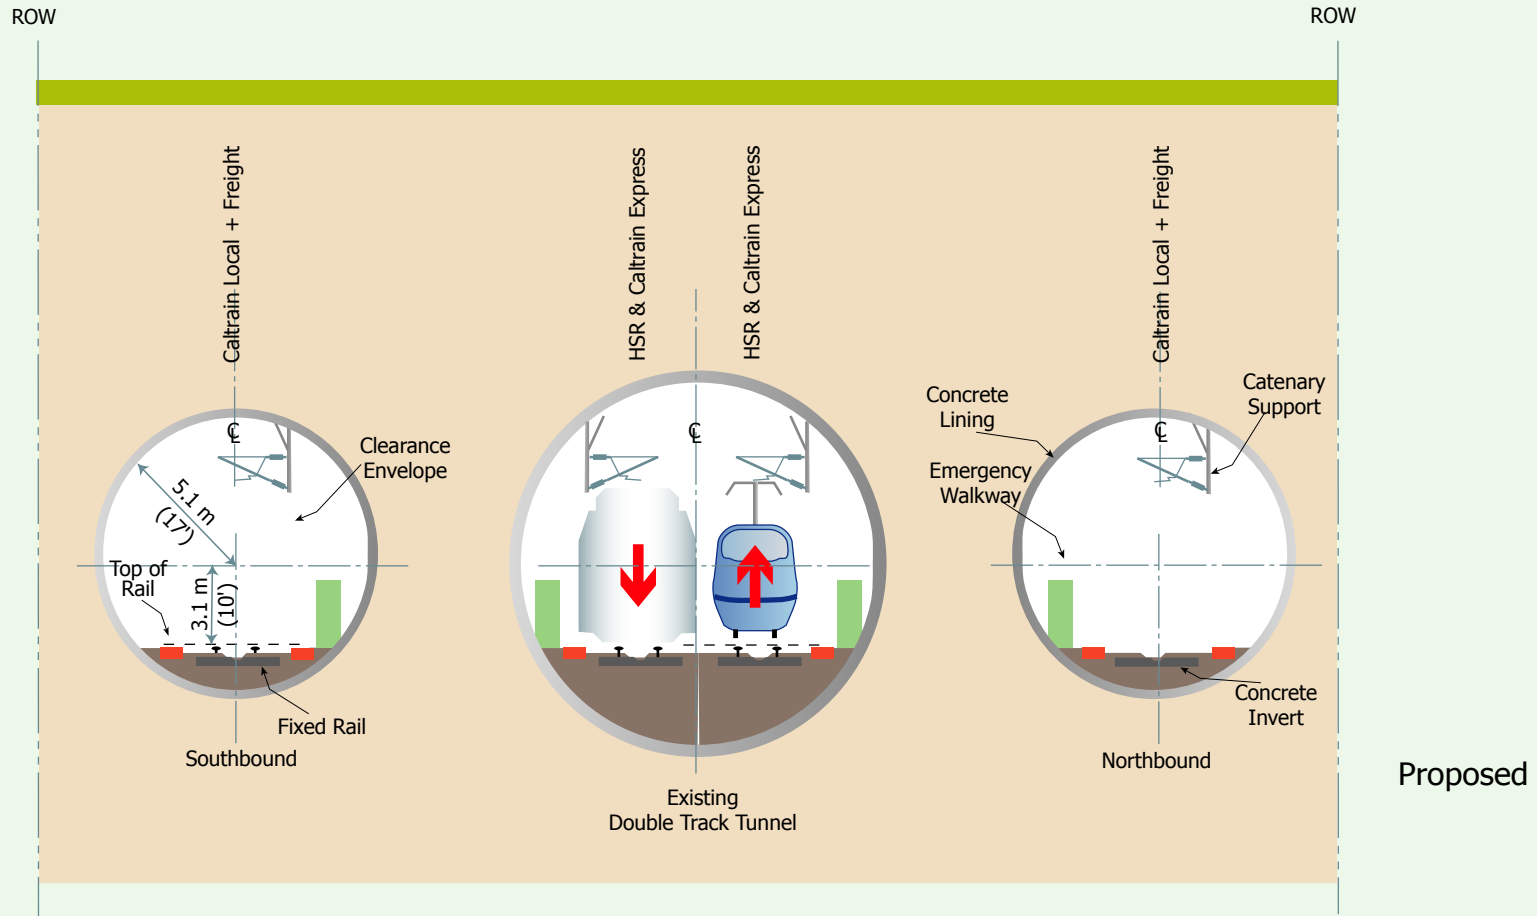 ROW
ROW
Caltrain Local + Freight
HSR & Caltrain Express
HSR & Caltrain Express
Caltrain Local + Freight
℄
Clearance
Envelope
5.1 m
(17')
Top of
Rail
3.1 m
(10')
Fixed Rail
Southbound
℄
Existing
Double Track Tunnel
Concrete
Lining
Emergency
Walkway
℄
Catenary
Support
Concrete
Invert
Northbound
Proposed